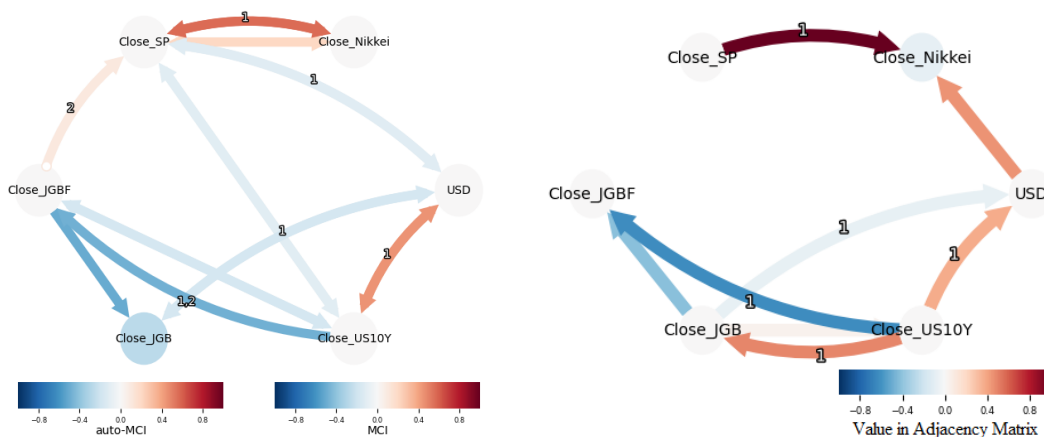 1
Close_SP
Close_Nikkei
1
2
Close_JGBF
USD
1
1
1,2
Close_JGB
Close_US10Y
-0.8 -0.4 0.0 0.4 0.8
auto-MCI
-0.8 -0.4 0.0 0.4 0.8
MCI
1
Close_SP
Close_Nikkei
Close_JGBF
USD
1
1
1
Close_JGB
Close_US10Y
1
-0.8 -0.4 0.0 0.4 0.8
Value in Adjacency Matrix